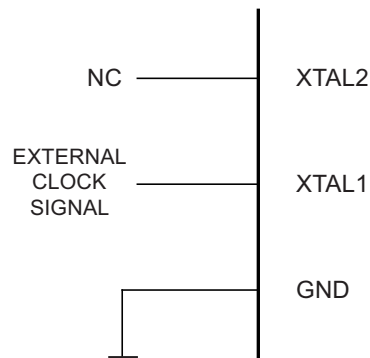 NC
XTAL2
EXTERNAL
CLOCK
SIGNAL
XTAL1
GND